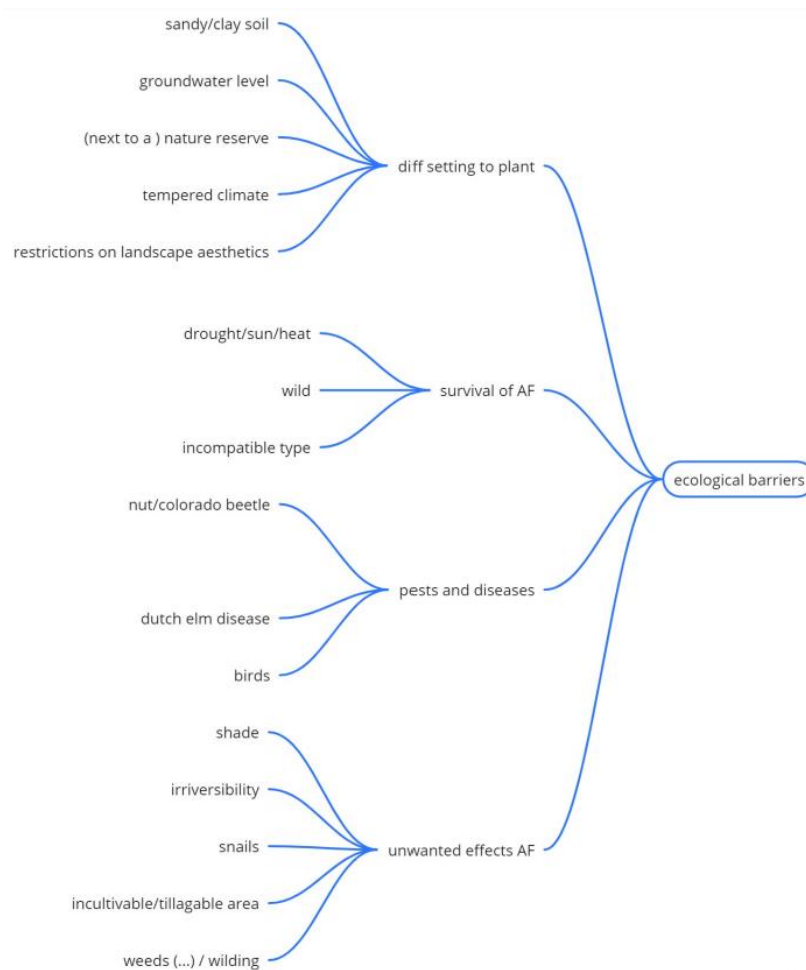 sandy/clay soil
groundwater level
(next to a ) nature reserve
diff setting to plant
tempered climate
restrictions on landscape aesthetics
drought/sun/heat
wild
survival of AF
incompatible type
ecological barriers
nut/colorado beetle
pests and diseases
dutch elm disease
birds
shade
irriversibility
snails
unwanted effects AF
incultivable/tillagable area
weeds (...) / wilding